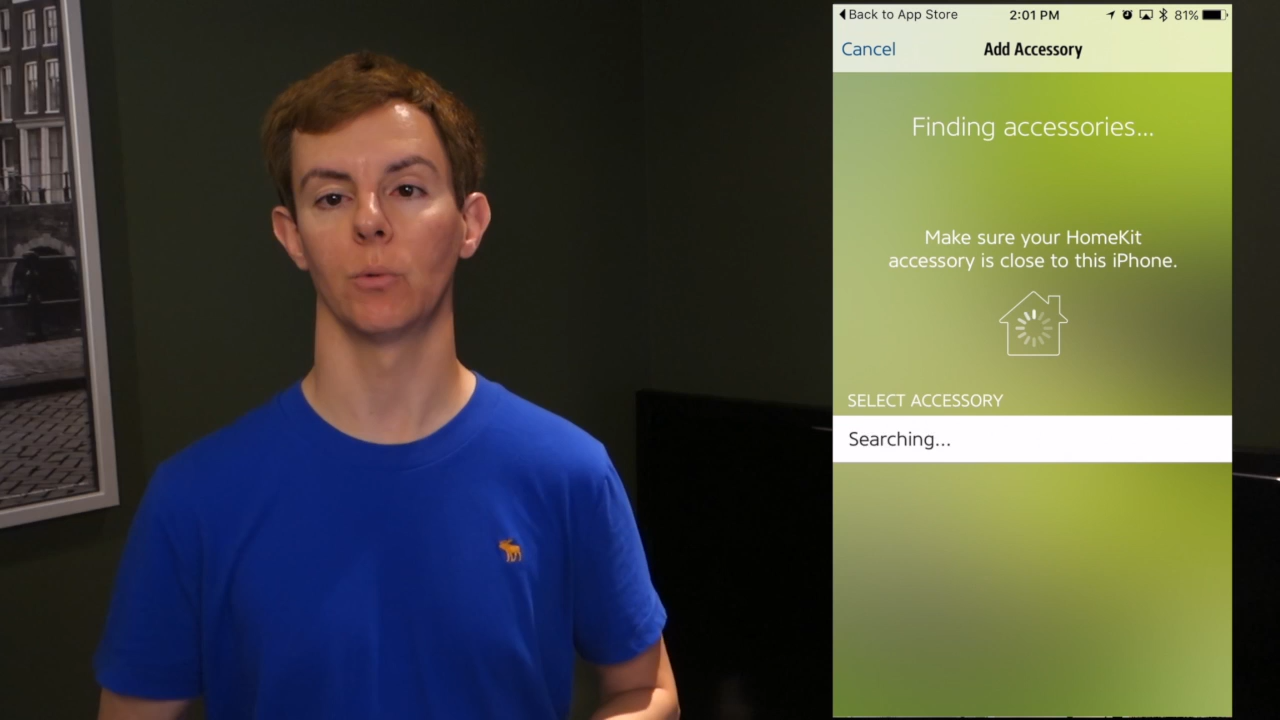 Back to App Store 2:01 PM 81%
Cancel Add Accessory
Finding accessories...
Make sure your HomeKit
accessory is close to this iPhone.
SELECT ACCESSORY
Searching...